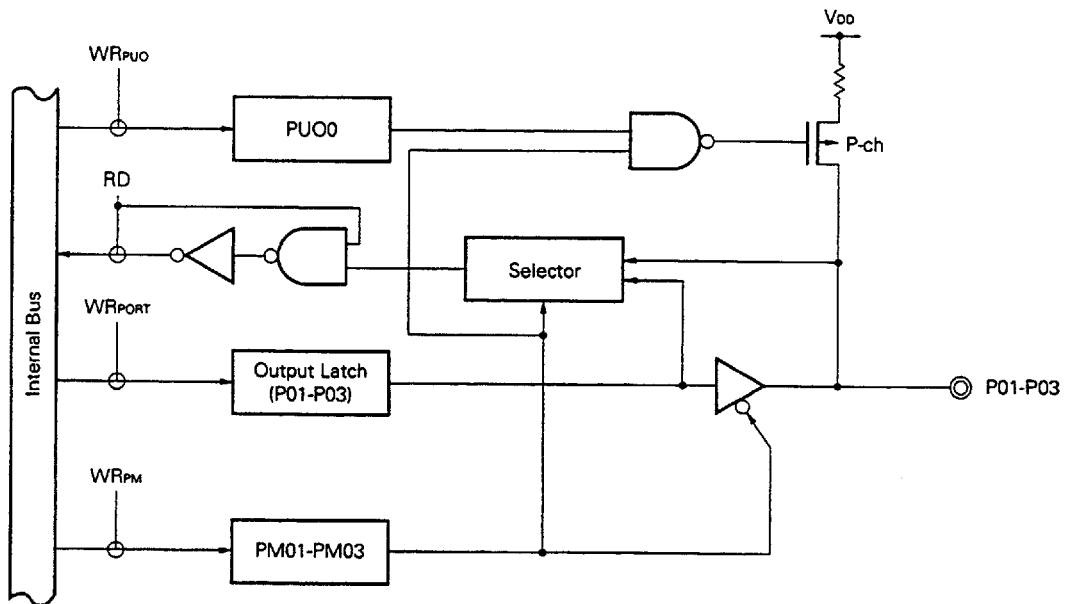 VDD
WRPUO
PUO0
P-ch
RD
Selector
WRPORT
Internal Bus
Output Latch
(P01-P03)
P01-P03
WRPM
PM01-PM03